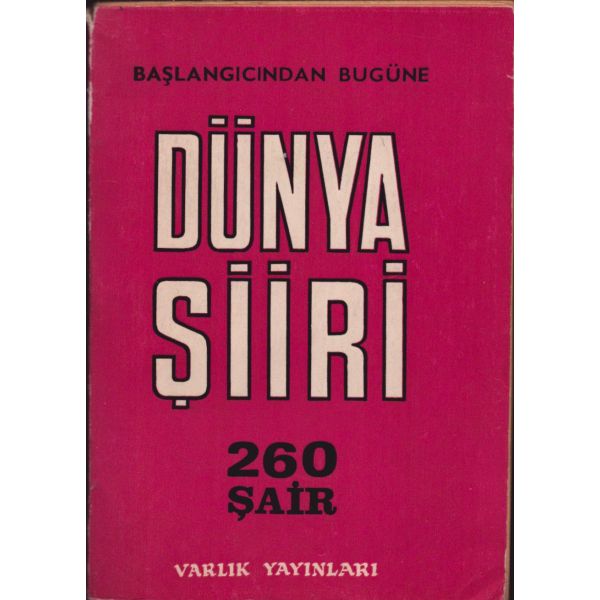 BAŞLANGICINDAN BUGÜNE
DÜNYA
ŞİİRİ
260
ŞAİR
VARLIK YAYINLARI